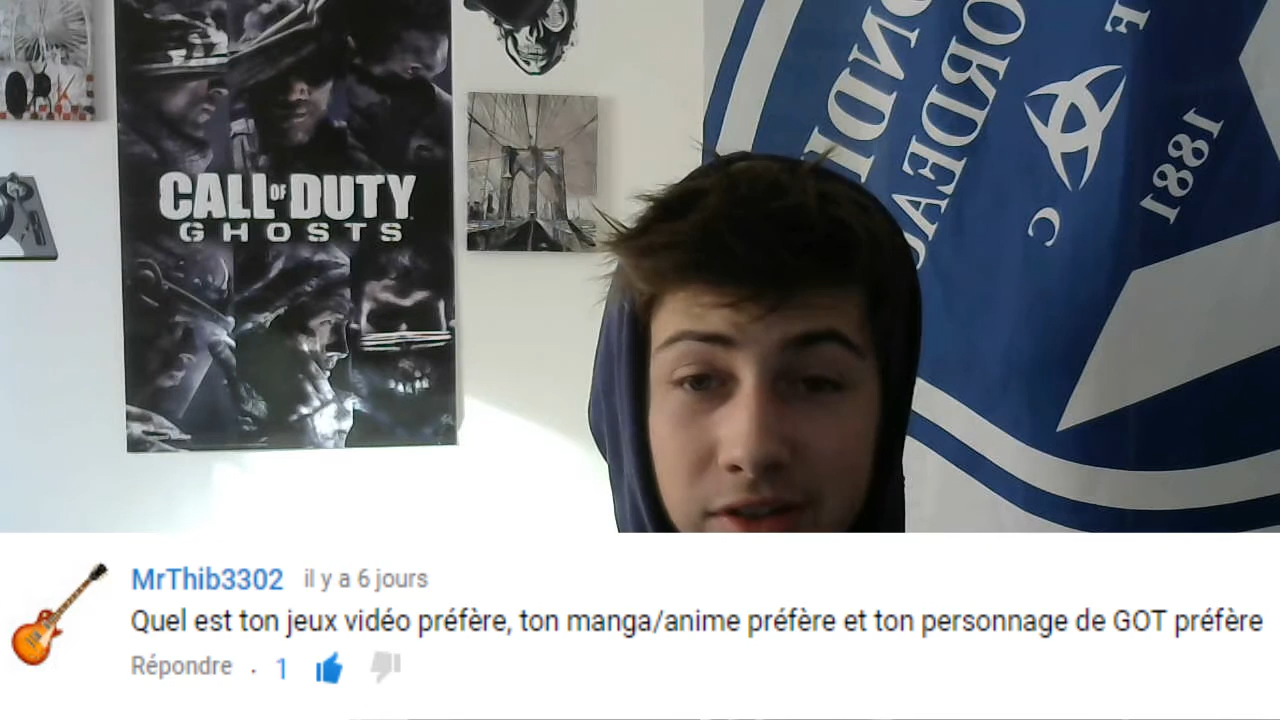 CALL OF DUTY
GHOSTS
F C
1881
MrThib3302 il y a 6 jours
Quel est ton jeux vidéo préfère, ton manga/anime préfère et ton personnage de GOT préfère
Répondre . 1